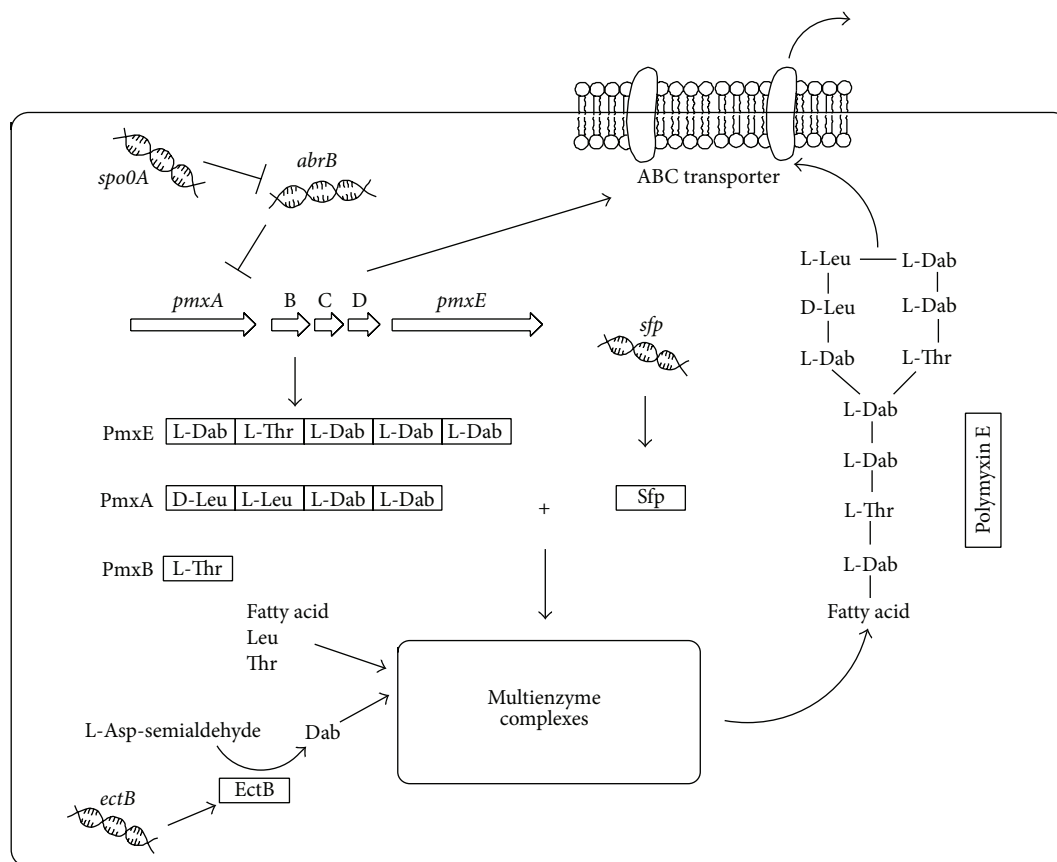 spo0A
abrB
ABC transporter
pmxA
B
C
D
pmxE
sfp
PmxE
L-Dab
L-Thr
L-Dab
L-Dab
L-Dab
PmxA
D-Leu
L-Leu
L-Dab
L-Dab
PmxB
L-Thr
+
Sfp
Fatty acid
Leu
Thr
L-Asp-semialdehyde
Dab
EctB
ectB
Multienzyme
complexes
L-Leu
L-Dab
D-Leu
L-Dab
L-Dab
L-Thr
L-Dab
L-Dab
L-Thr
L-Dab
Fatty acid
Polymyxin E